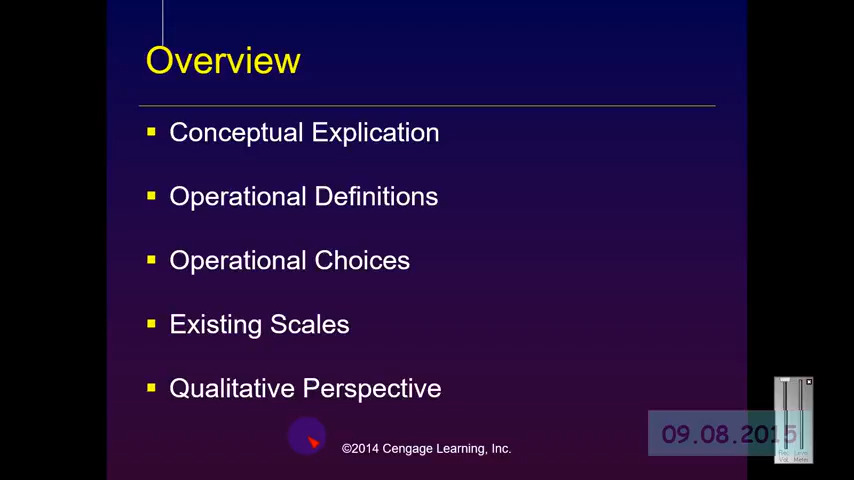 Overview
Conceptual Explication
Operational Definitions
Operational Choices
Existing Scales
Qualitative Perspective
©2014 Cengage Learning, Inc.
09.08.2015